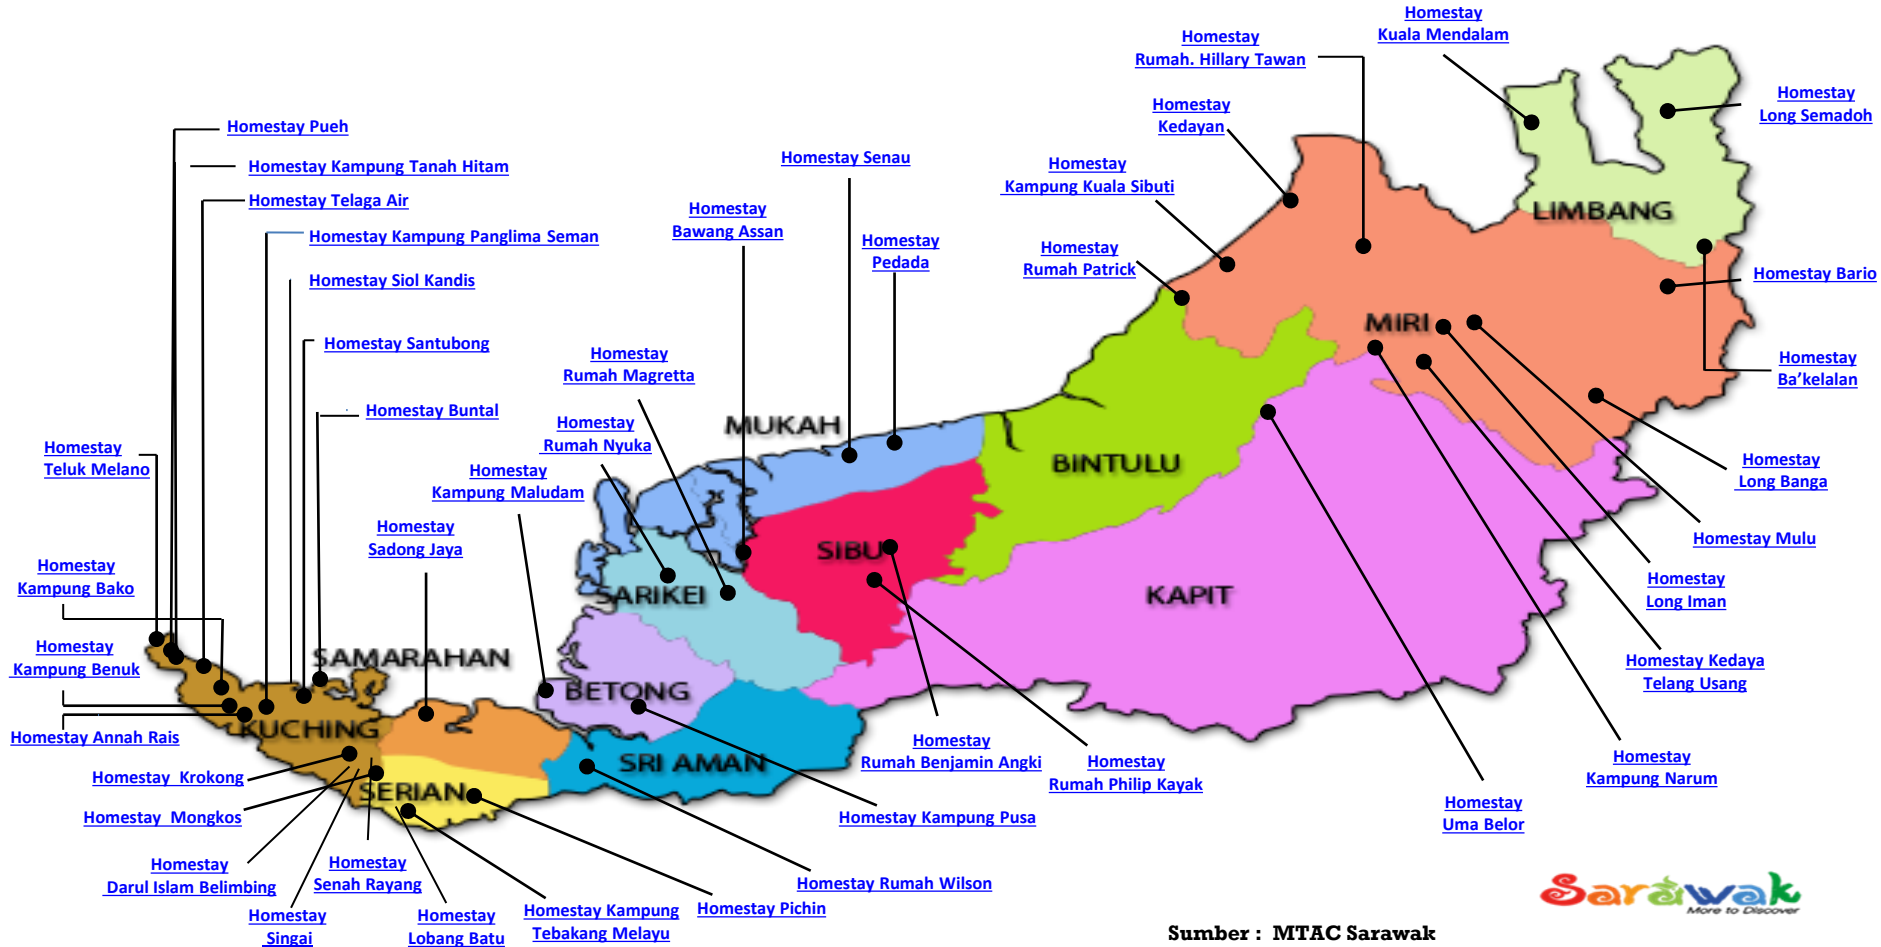 Homestay
Kuala Mendalam
Homestay
Rumah. Hillary Tawan
Homestay
Long Semadoh
Homestay
Kedayan
Homestay Pueh
Homestay Senau
Homestay Kampung Tanah Hitam
Homestay
Kampung Kuala Sibuti
Homestay Telaga Air
Homestay
Bawang Assan
LIMBANG
Homestay Kampung Panglima Seman
Homestay
Pedada
Homestay
Rumah Patrick
Homestay Siol Kandis
Homestay Bario
MIRI
Homestay Santubong
Homestay
Rumah Magretta
Homestay
Ba'kelalan
Homestay Buntal
MUKAH
Homestay
Rumah Nyuka
Homestay
Teluk Melano
Homestay
Kampung Maludam
BINTULU
Homestay
Long Banga
Homestay
Sadong Jaya
Homestay Mulu
SIBU
Homestay
Kampung Bako
SARIKEI
KAPIT
Homestay
Long Iman
Homestay
Kampung Benuk
SAMARAHAN
Homestay Kedaya
Telang Usang
BETONG
KUCHING
Homestay Annah Rais
Homestay
Rumah Benjamin Angki
Homestay
Rumah Philip Kayak
Homestay
Kampung Narum
SRI AMAN
Homestay  Krokong
SERIAN
Homestay  Mongkos
Homestay Kampung Pusa
Homestay
Uma Belor
Homestay
Darul Islam Belimbing
Homestay
Senah Rayang
Homestay Rumah Wilson
Homestay
Singai
Homestay
Lobang Batu
Homestay Kampung
Tebakang Melayu
Homestay Pichin
Sarawak
More to Discover
Sumber :  MTAC Sarawak